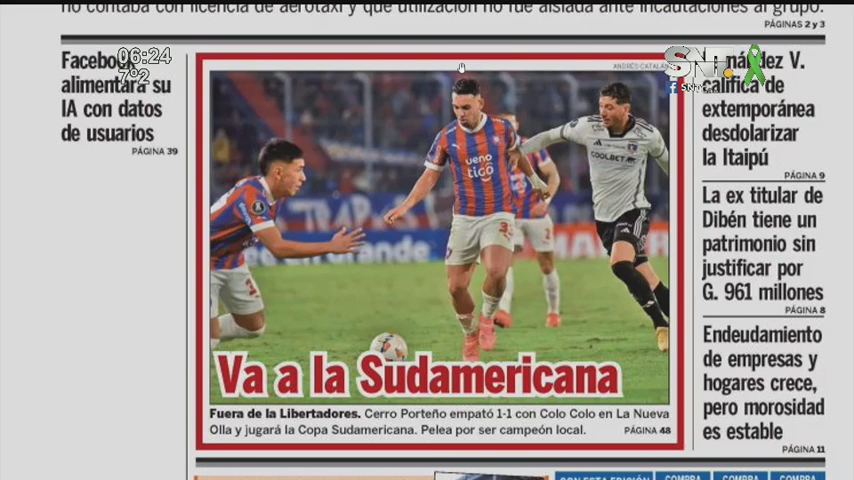 no contaba con licencia de aerotaxi y que utilización no fue aislada ante incautaciones al grupo.
PÁGINAS 2 y 3
Facebook
alimentará su
IA con datos
de usuarios
PÁGINA 39
06:24
7º2
ANDRÉS CATALÁN
ueno
tigo
COOLBET
Va a la Sudamericana
Fuera de la Libertadores. Cerro Porteño empató 1-1 con Colo Colo en La Nueva
Olla y jugará la Copa Sudamericana. Pelea por ser campeón local.
PÁGINA 48
SNT
V.
califica de
extemporánea
desdolarizar
la Itaipú
PÁGINA 9
La ex titular de
Dibén tiene un
patrimonio sin
justificar por
G. 961 millones
PÁGINA 8
Endeudamiento
de empresas y
hogares crece,
pero morosidad
es estable
PÁGINA 11
CON ESTA EDICIÓN
COMPRA
COMPRA
COMPRA